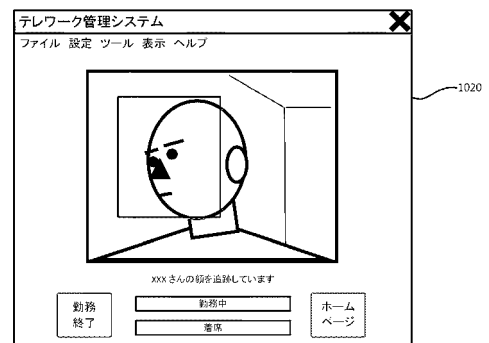 テレワーク管理システム
ファイル 設定 ツール 表示 ヘルプ
1020
xxxさんの顔を追跡しています
勤務
終了
勤務中
着席
ホーム
ページ